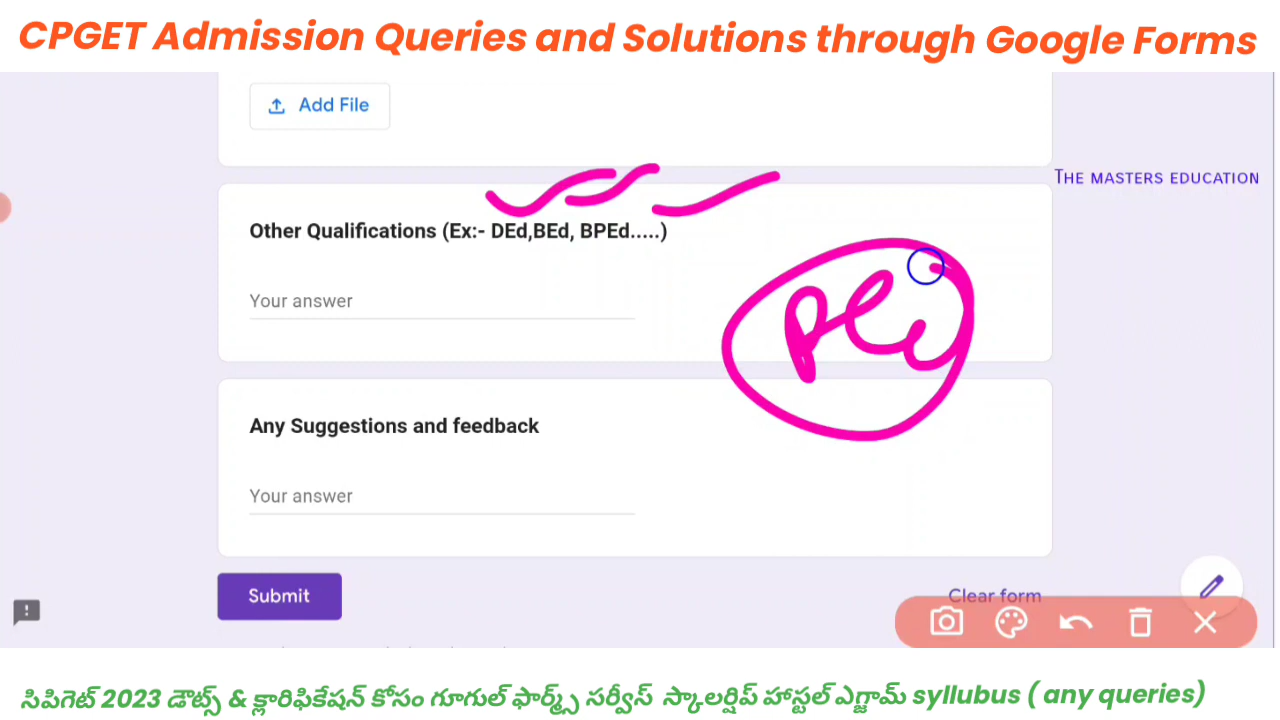 CPGET Admission Queries and Solutions through Google Forms
Add File
THE MASTERS EDUCATION
Other Qualifications (Ex:- DEd,BEd, BPEd.....)
Your answer
Any Suggestions and feedback
Your answer
Submit
Clear form
సిపిగెట్ 2023 డౌట్స్ & క్లారిఫికేషన్ కోసం గూగుల్ ఫార్మ్స్ సర్వీస్ స్కాలర్షిప్ హాస్టల్ ఎగ్జామ్ syllubus ( any queries)